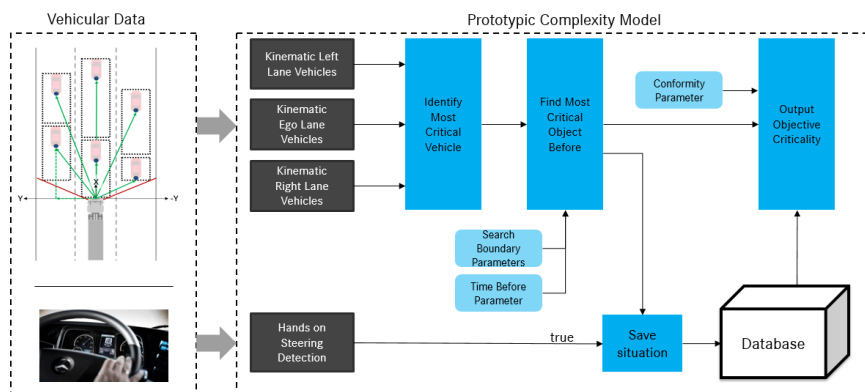 Vehicular Data
Prototypic Complexity Model
X
Y
-Y
Kinematic Left
Lane Vehicles
Kinematic
Ego Lane
Vehicles
Kinematic
Right Lane
Vehicles
Identify
Most
Critical
Vehicle
Find Most
Critical
Object
Before
Conformity
Parameter
Output
Objective
Criticality
Search
Boundary
Parameters
Time Before
Parameter
Hands on
Steering
Detection
true
Save
situation
Database